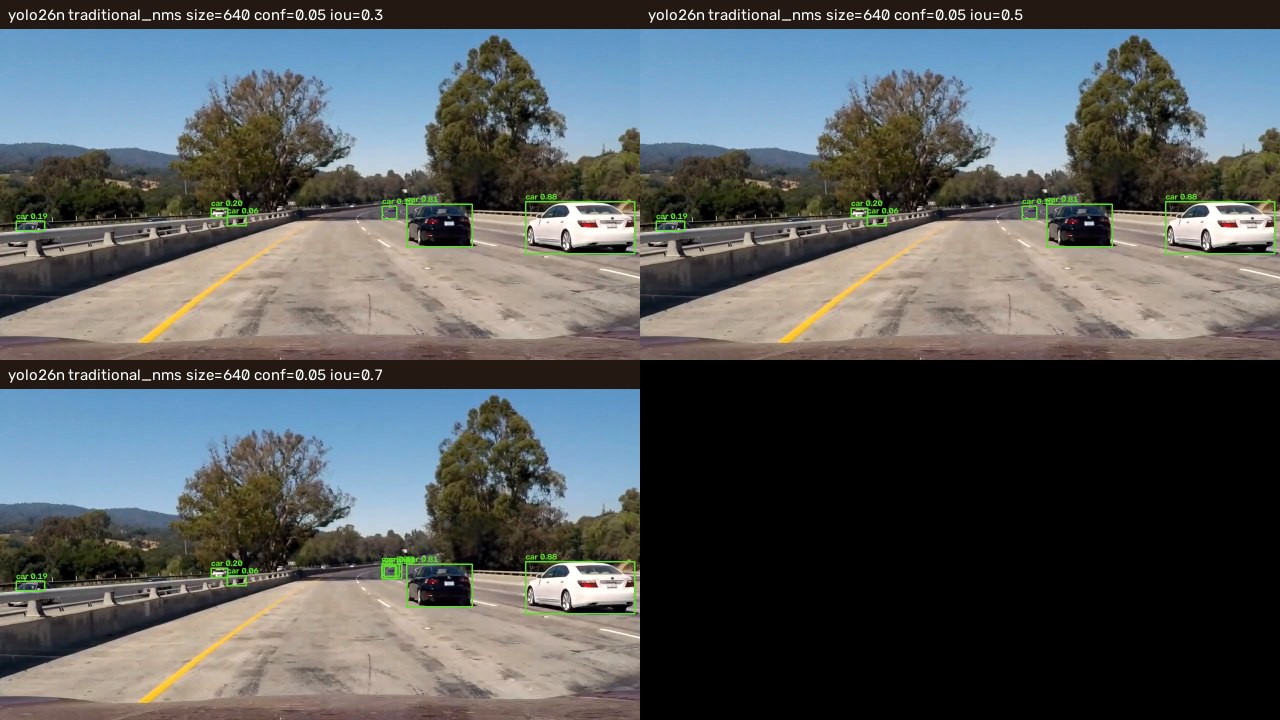 yolo26n traditional_nms size=640 conf=0.05 iou=0.3
yolo26n traditional_nms size=640 conf=0.05 iou=0.5
car 0.19
car 0.20
car 0.06
car 0.81
car 0.88
car 0.19
car 0.20
car 0.06
car 0.81
car 0.88
yolo26n traditional_nms size=640 conf=0.05 iou=0.7
car 0.19
car 0.20
car 0.06
0.81
car 0.88